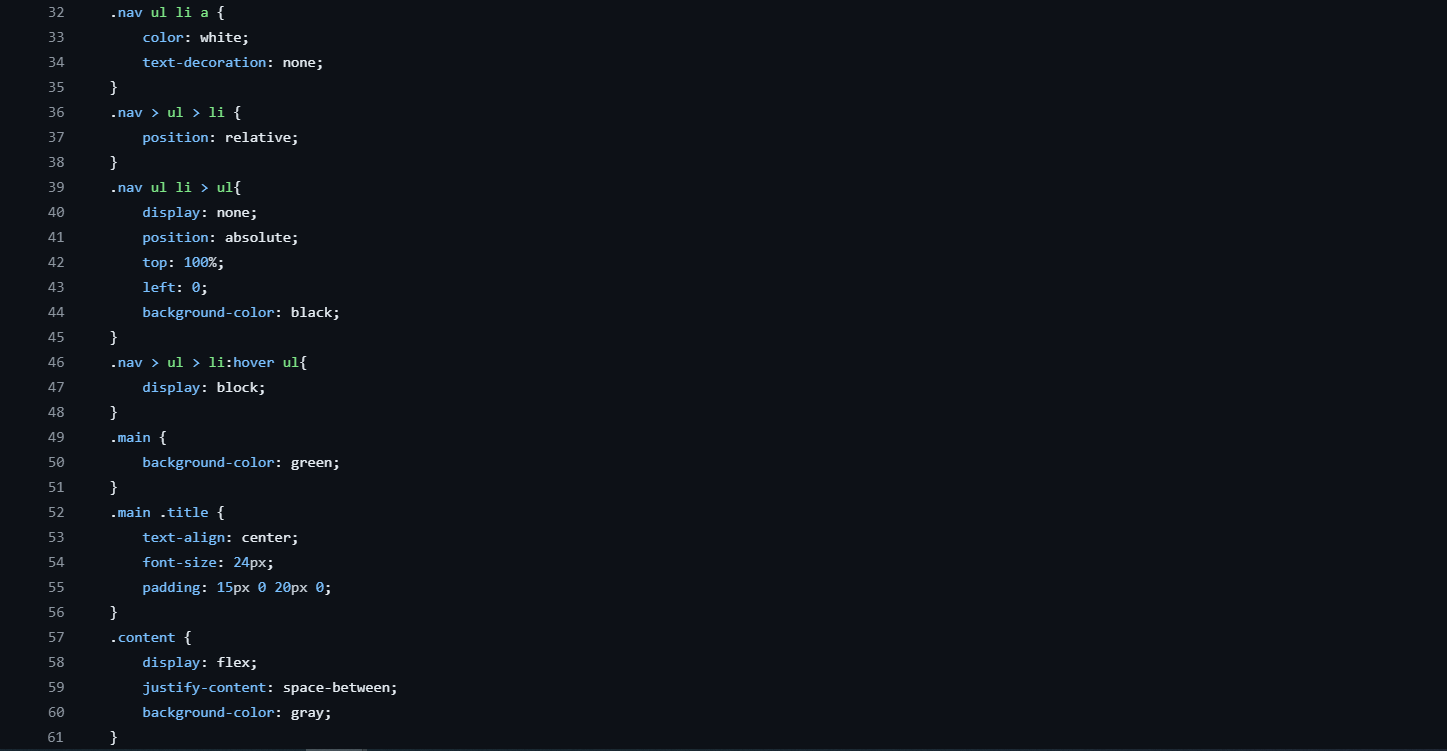 32 .nav ul li a {
33 color: white;
34 text-decoration: none;
35 }
36 .nav > ul > li {
37 position: relative;
38 }
39 .nav ul li > ul{
40 display: none;
41 position: absolute;
42 top: 100%;
43 left: 0;
44 background-color: black;
45 }
46 .nav > ul > li:hover ul{
47 display: block;
48 }
49 .main {
50 background-color: green;
51 }
52 .main .title {
53 text-align: center;
54 font-size: 24px;
55 padding: 15px 0 20px 0;
56 }
57 .content {
58 display: flex;
59 justify-content: space-between;
60 background-color: gray;
61 }